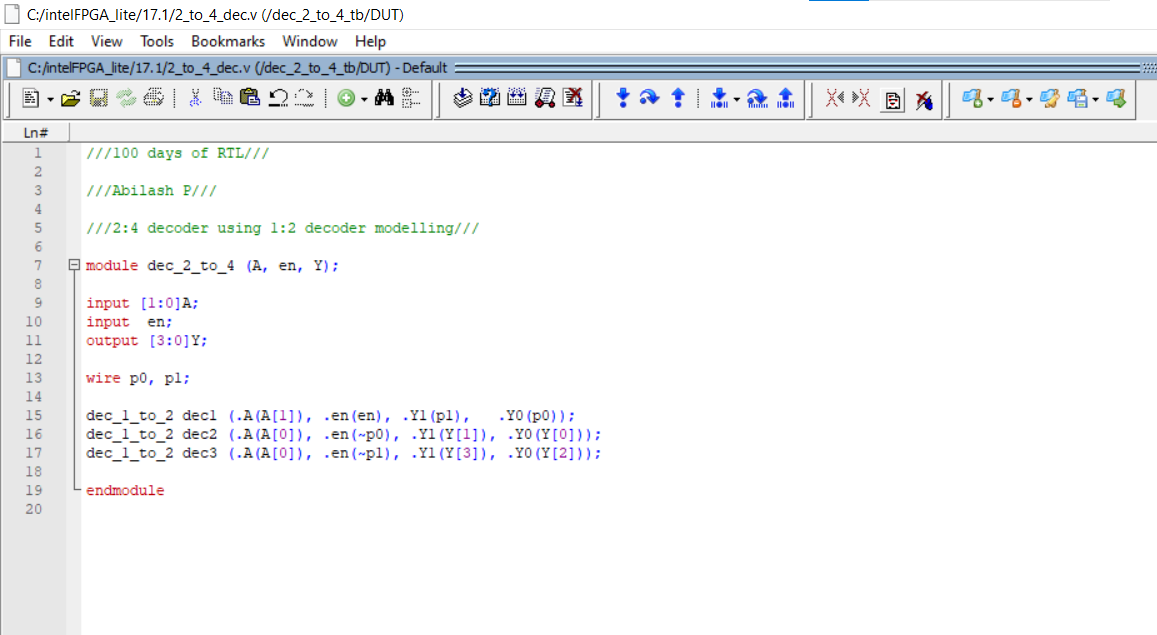 C:/intelFPGA_lite/17.1/2_to_4_dec.v (/dec_2_to_4_tb/DUT)
File Edit View Tools Bookmarks Window Help
C:/intelFPGA_lite/17.1/2_to_4_dec.v (/dec_2_to_4_tb/DUT) - Default
Ln#
1 ///100 days of RTL///
2
3 ///Abilash P///
4
5 ///2:4 decoder using 1:2 decoder modelling///
6
7 module dec_2_to_4 (A, en, Y);
8
9 input [1:0]A;
10 input  en;
11 output [3:0]Y;
12
13 wire p0, p1;
14
15 dec_1_to_2 dec1 (.A(A[1]), .en(en), .Y1(p1),   .Y0(p0));
16 dec_1_to_2 dec2 (.A(A[0]), .en(~p0), .Y1(Y[1]), .Y0(Y[0]));
17 dec_1_to_2 dec3 (.A(A[0]), .en(~p1), .Y1(Y[3]), .Y0(Y[2]));
18
19 endmodule
20